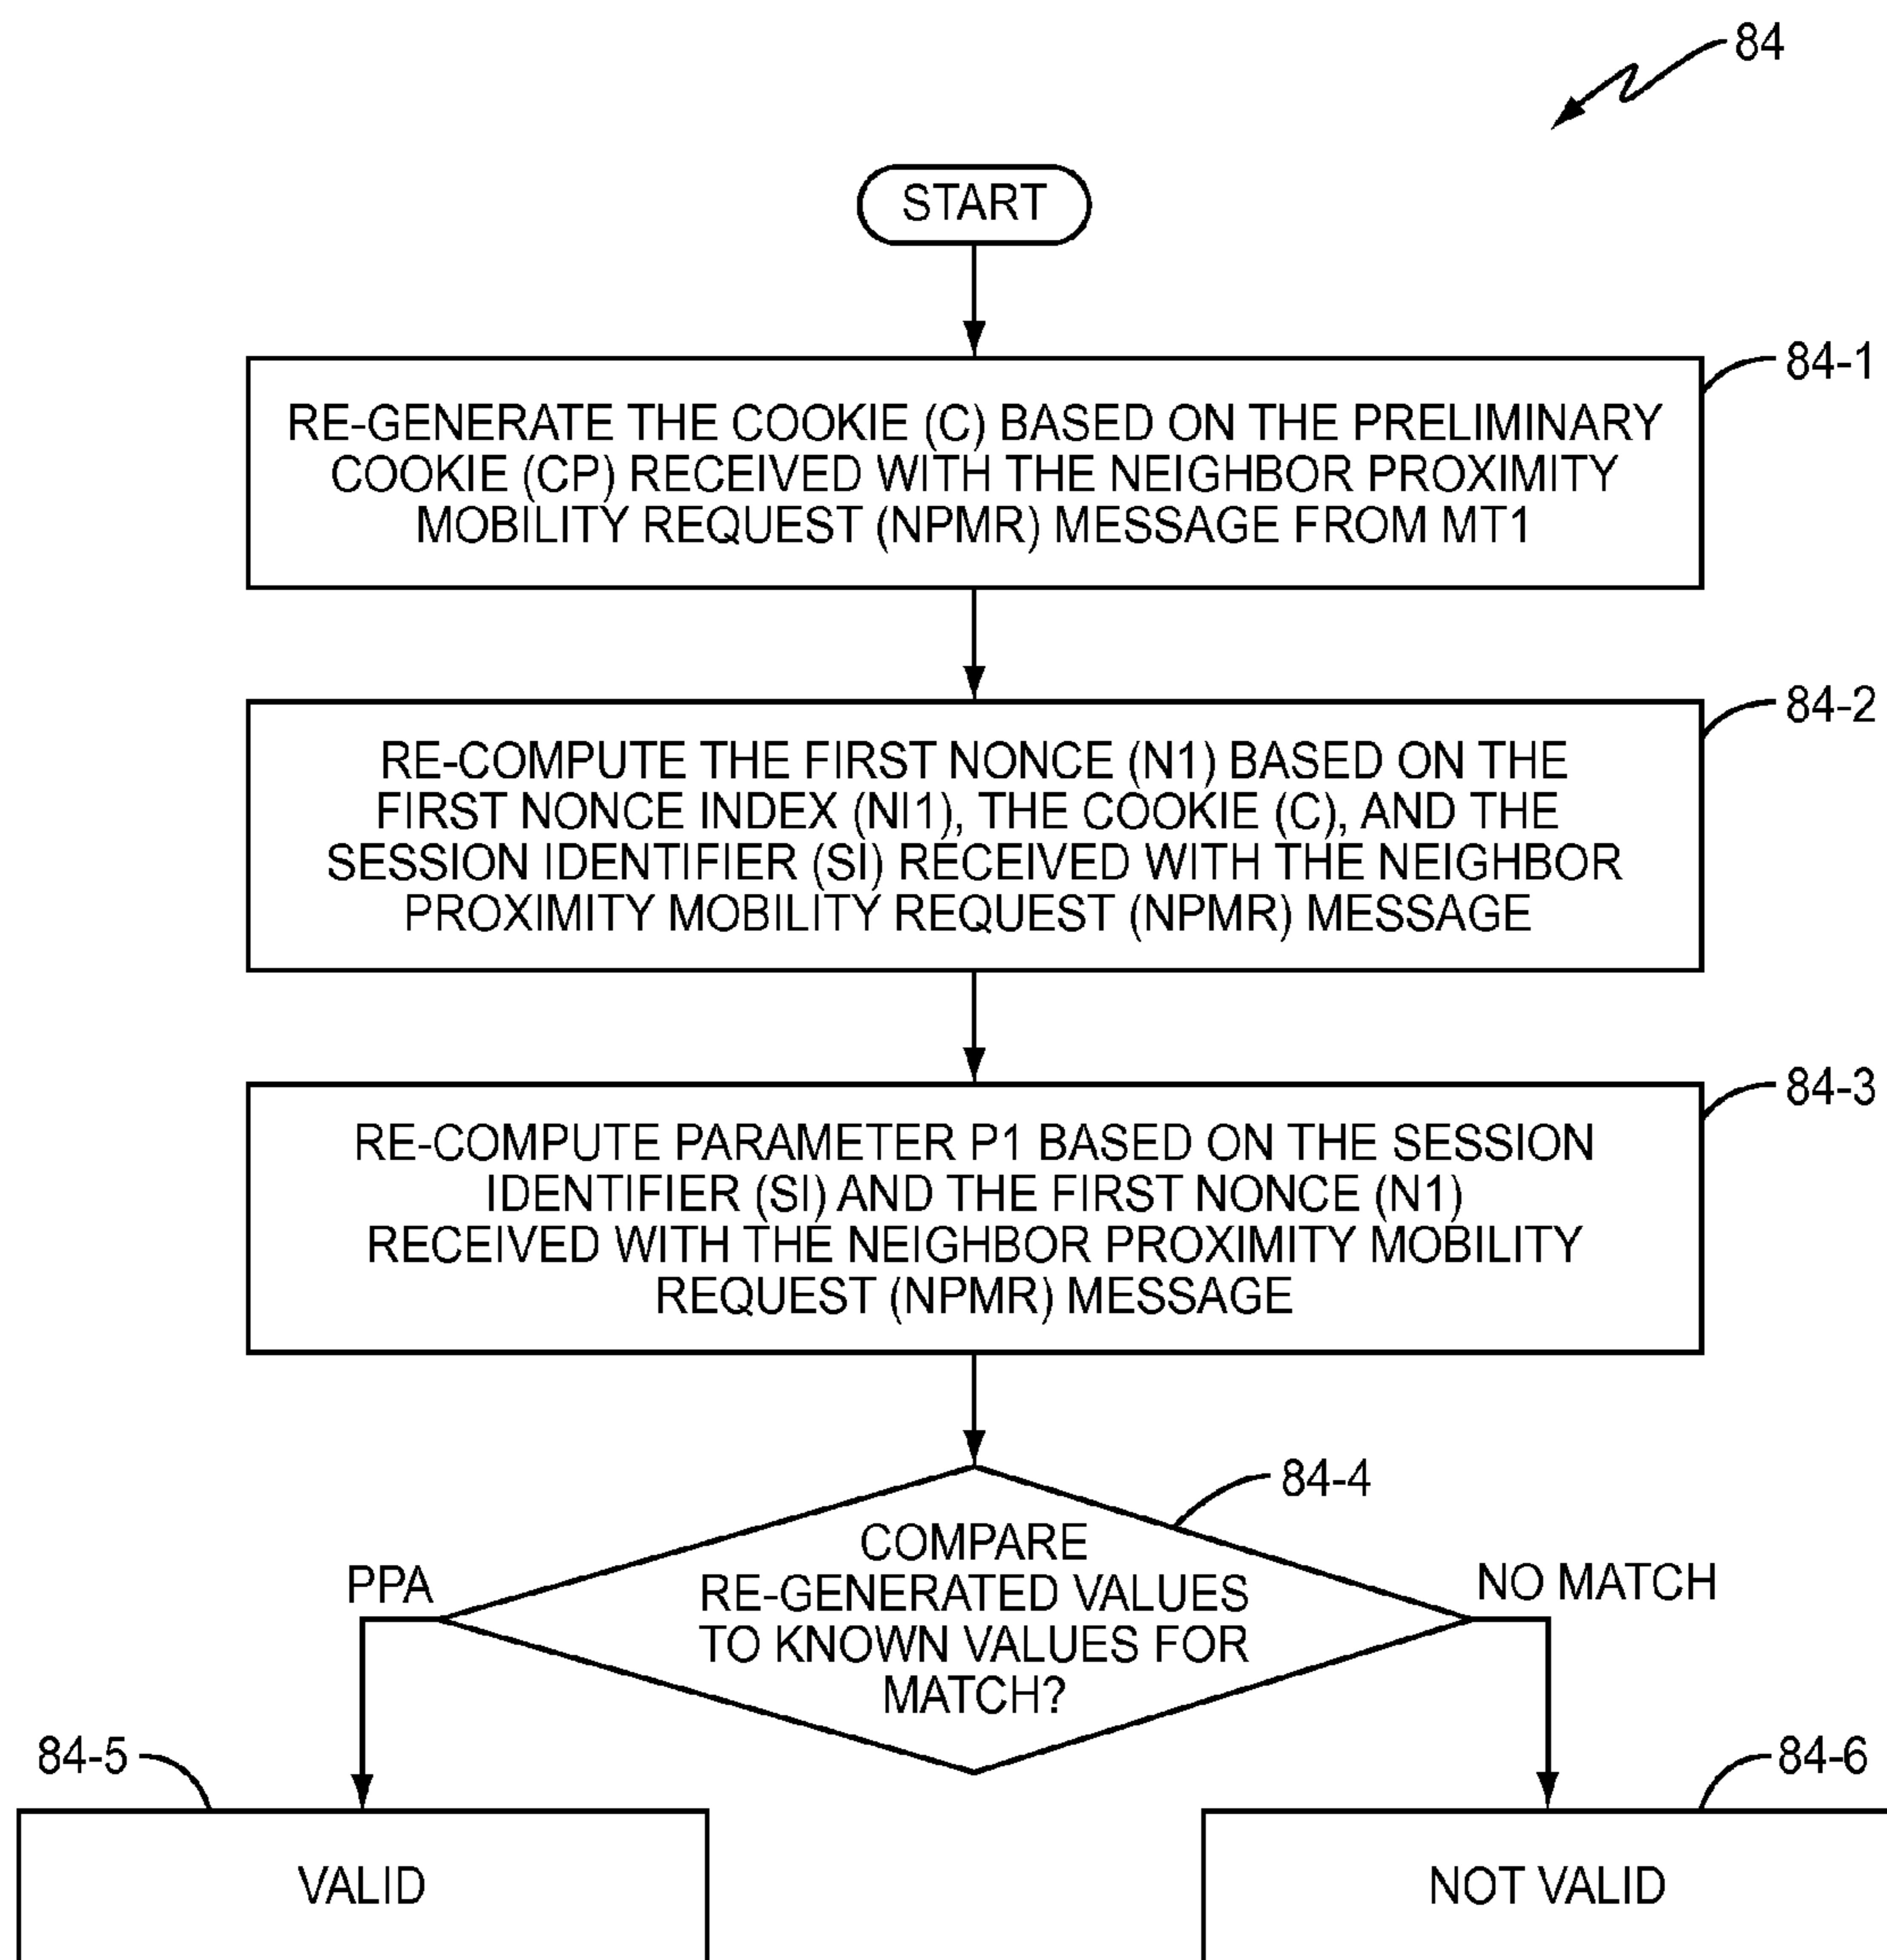 84
START
84-1
RE-GENERATE THE COOKIE (C) BASED ON THE PRELIMINARY
COOKIE (CP) RECEIVED WITH THE NEIGHBOR PROXIMITY
MOBILITY REQUEST (NPMR) MESSAGE FROM MT1
84-2
RE-COMPUTE THE FIRST NONCE (N1) BASED ON THE
FIRST NONCE INDEX (NI1), THE COOKIE (C), AND THE
SESSION IDENTIFIER (SI) RECEIVED WITH THE NEIGHBOR
PROXIMITY MOBILITY REQUEST (NPMR) MESSAGE
84-3
RE-COMPUTE PARAMETER P1 BASED ON THE SESSION
IDENTIFIER (SI) AND THE FIRST NONCE (N1)
RECEIVED WITH THE NEIGHBOR PROXIMITY MOBILITY
REQUEST (NPMR) MESSAGE
84-4
COMPARE
RE-GENERATED VALUES
TO KNOWN VALUES FOR
MATCH?
PPA
NO MATCH
84-5
VALID
84-6
NOT VALID